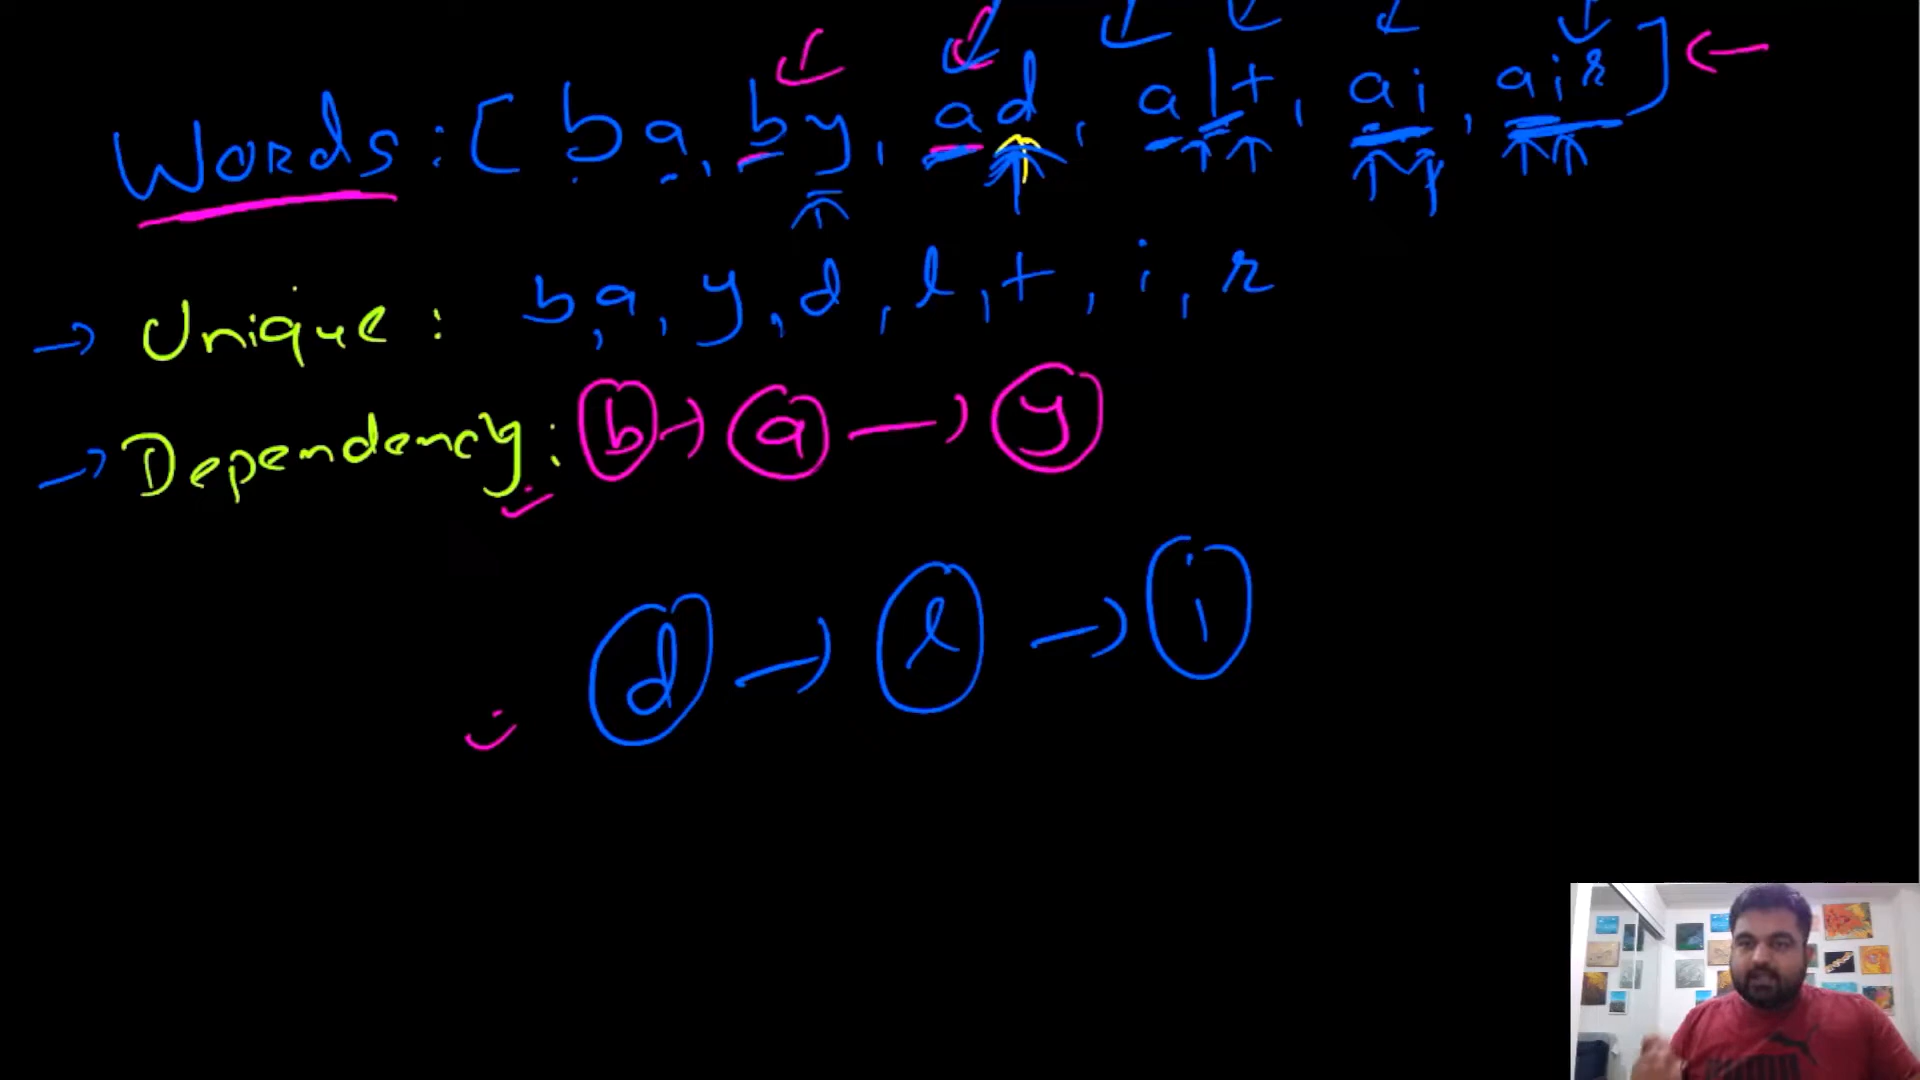 Words: [ba, by, ad, alt, ai, air]
→ Unique: b, a, y, d, l, t, i, r
→ Dependency: b → a → y
d → l → i